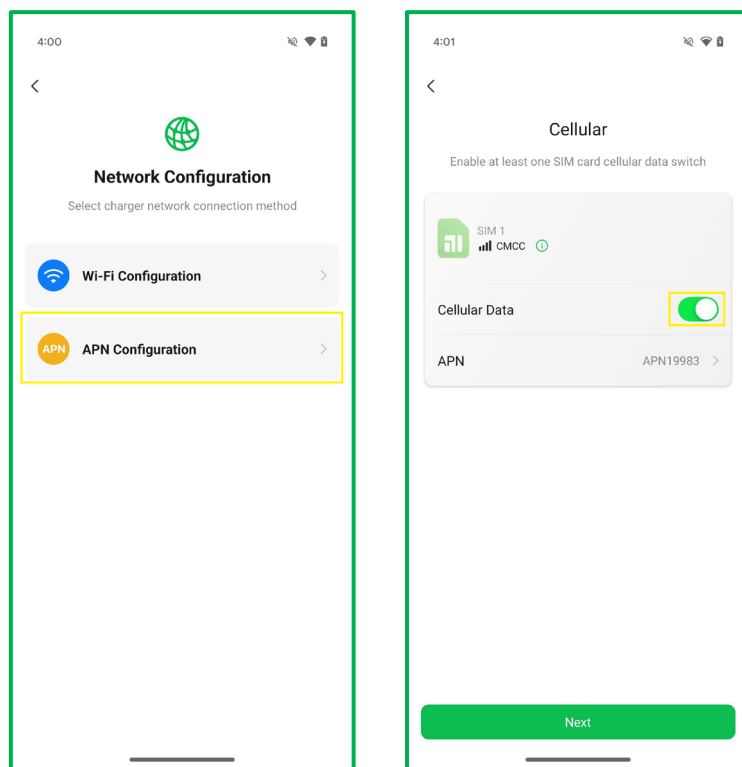 4:00
Network Configuration
Select charger network connection method
Wi-Fi Configuration
APN
APN Configuration
4:01
Cellular
Enable at least one SIM card cellular data switch
SIM 1
CMCC
Cellular Data
APN
APN19983
Next